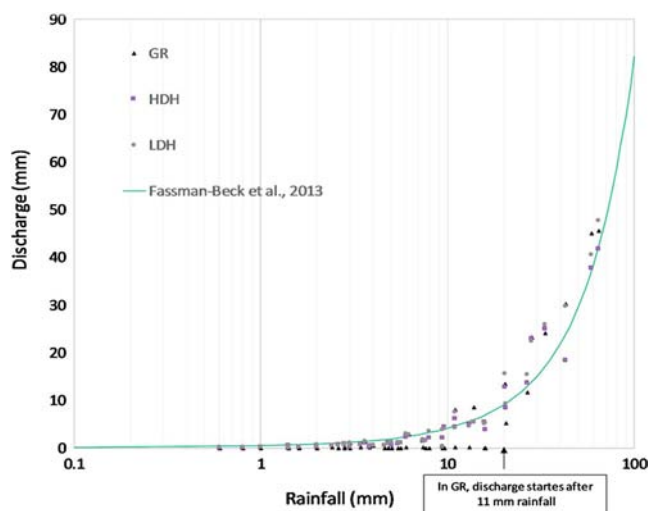 90
80
70
60
50
40
30
20
10
0
Discharge (mm)
GR
HDH
LDH
Fassman-Beck et al., 2013
0.1
1
10
100
Rainfall (mm)
In GR, discharge startes after
11 mm rainfall